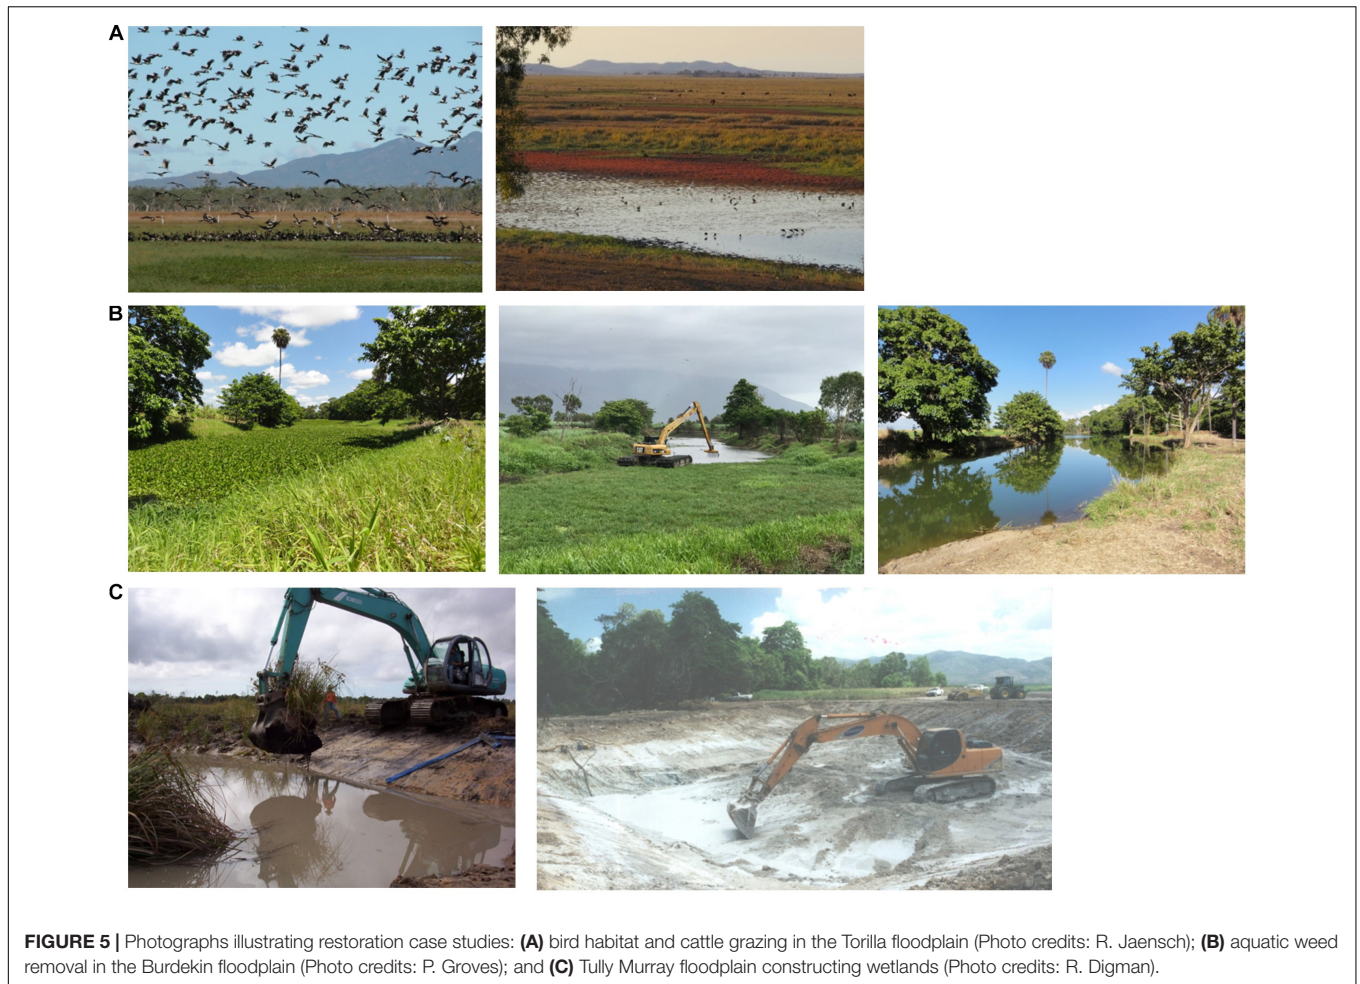 A
B
C
FIGURE 5 | Photographs illustrating restoration case studies: (A) bird habitat and cattle grazing in the Torilla floodplain (Photo credits: R. Jaensch); (B) aquatic weed
removal in the Burdekin floodplain (Photo credits: P. Groves); and (C) Tully Murray floodplain constructing wetlands (Photo credits: R. Digman).